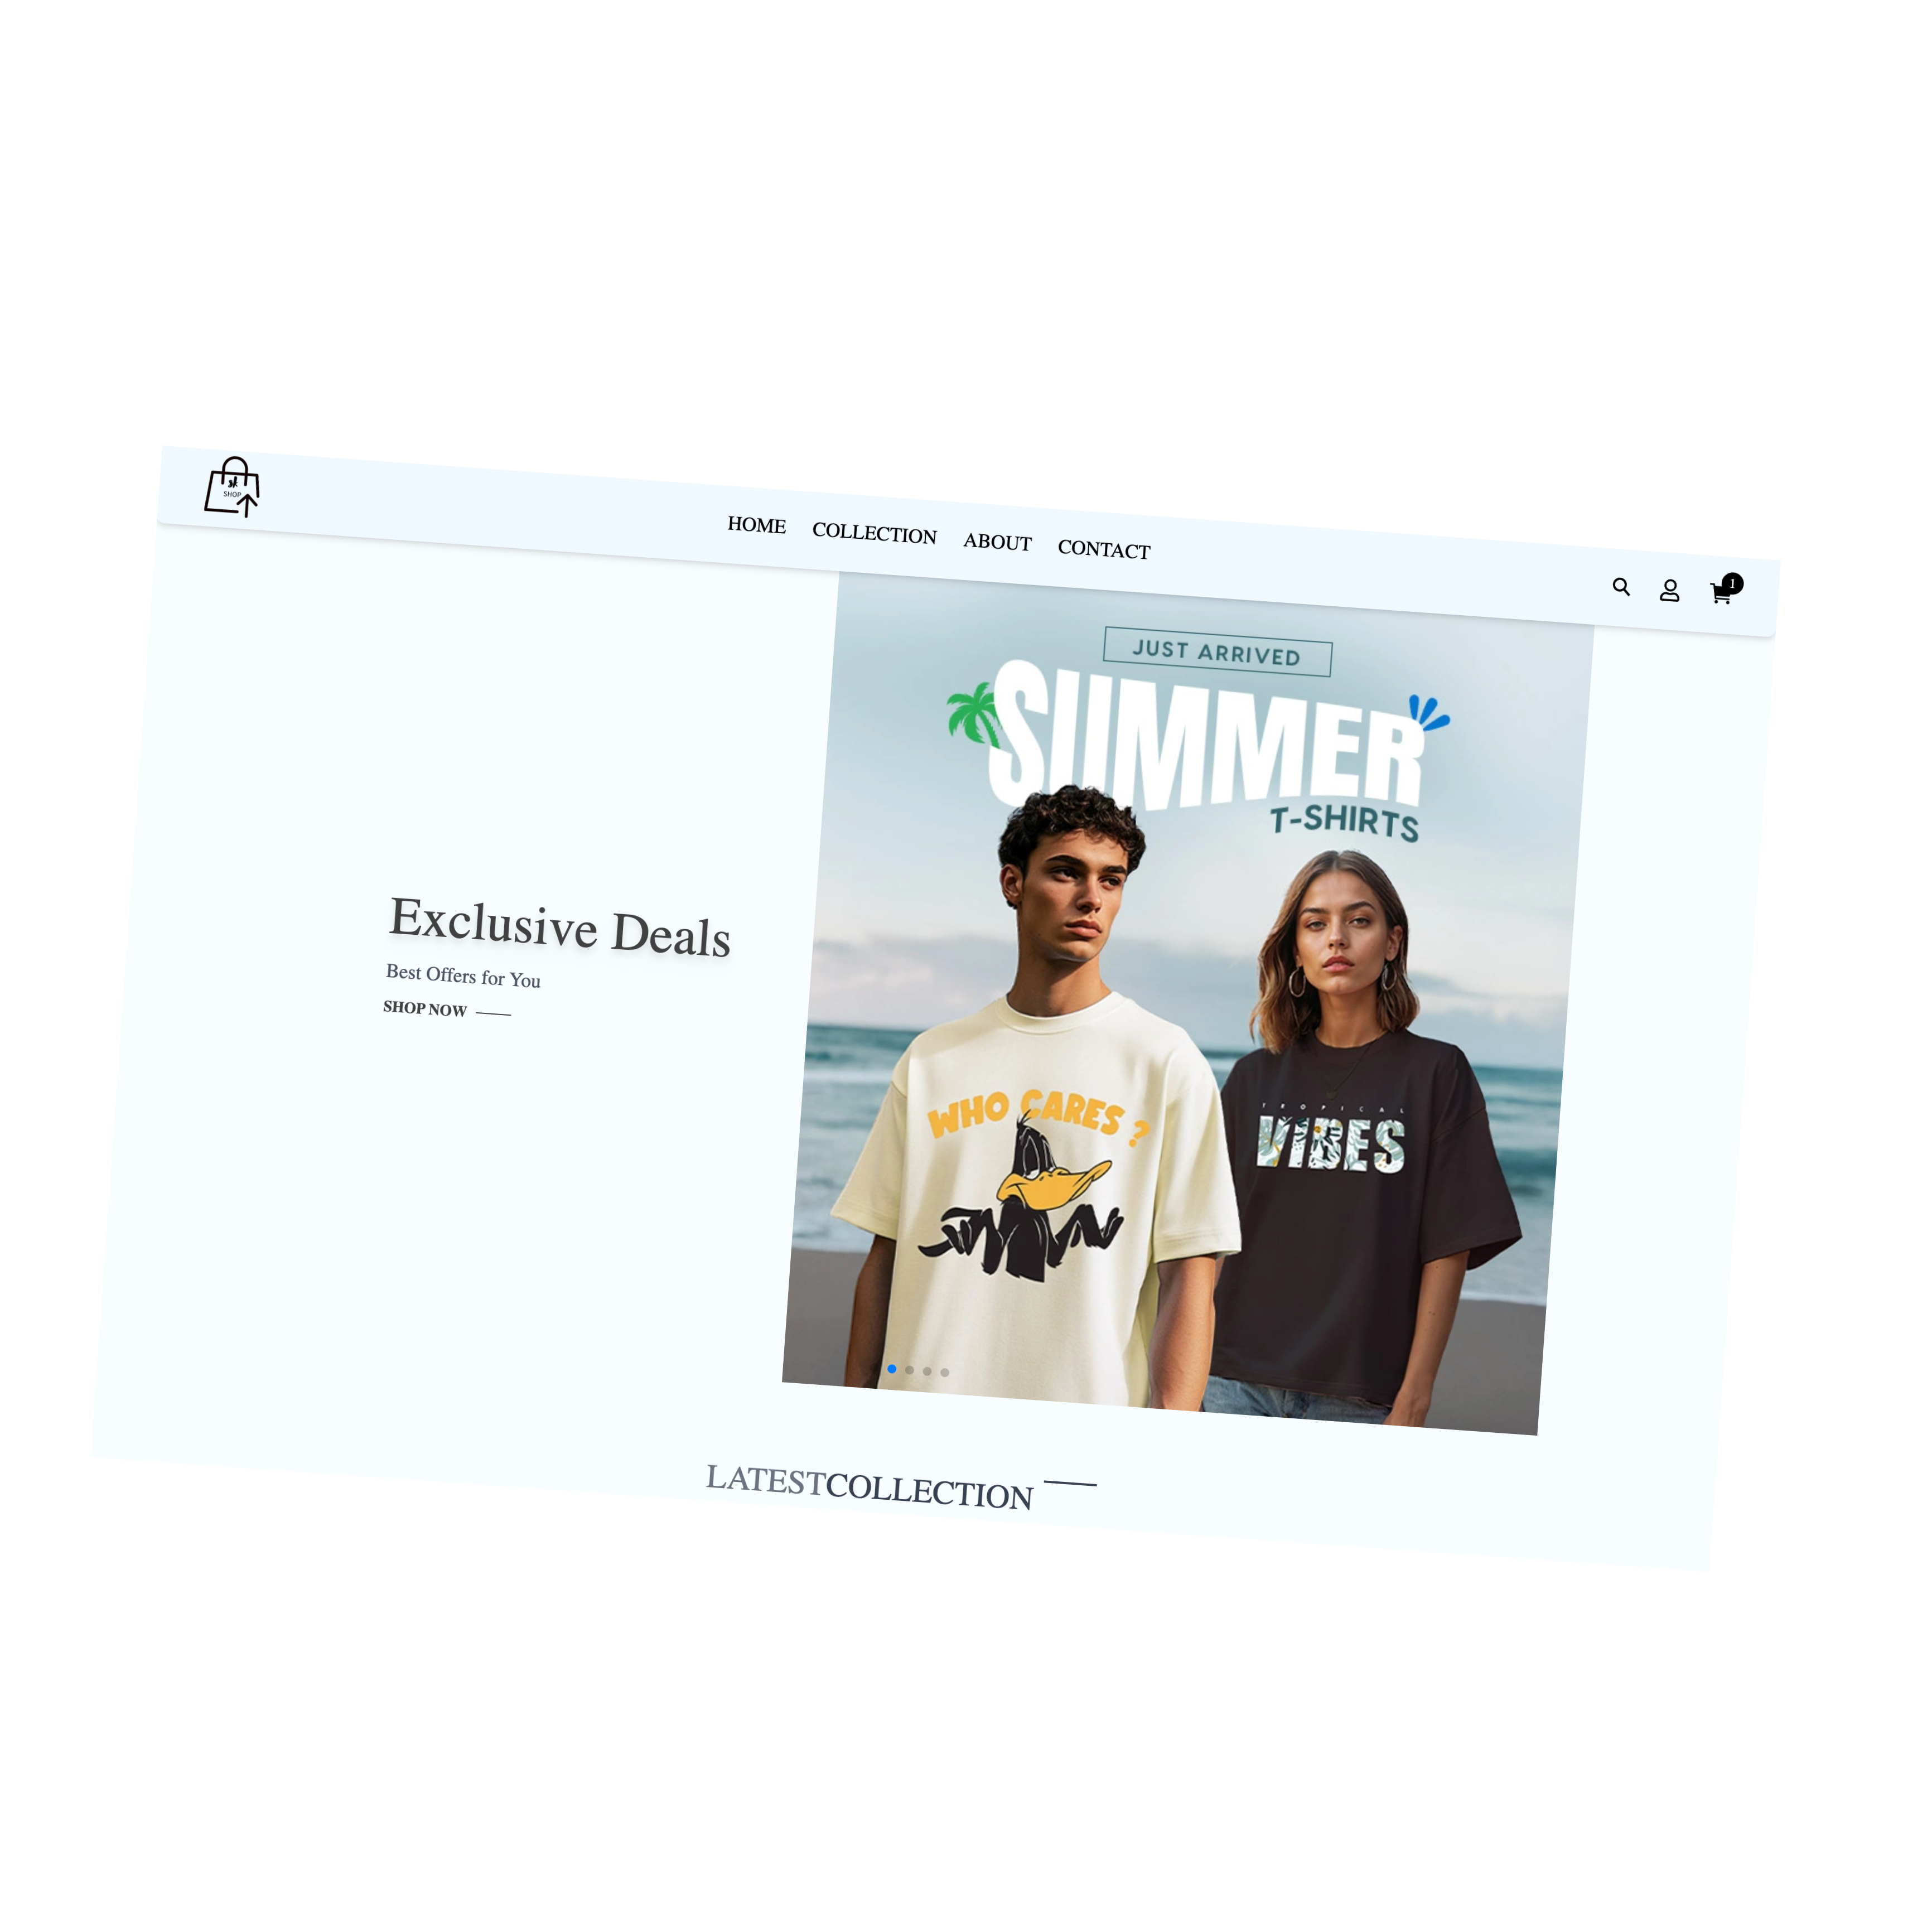 SHOP
HOME COLLECTION ABOUT CONTACT
1
JUST ARRIVED
SUMMER
T-SHIRTS
Exclusive Deals
Best Offers for You
SHOP NOW
WHO CARES ?
TROPICAL
VIBES
LATESTCOLLECTION